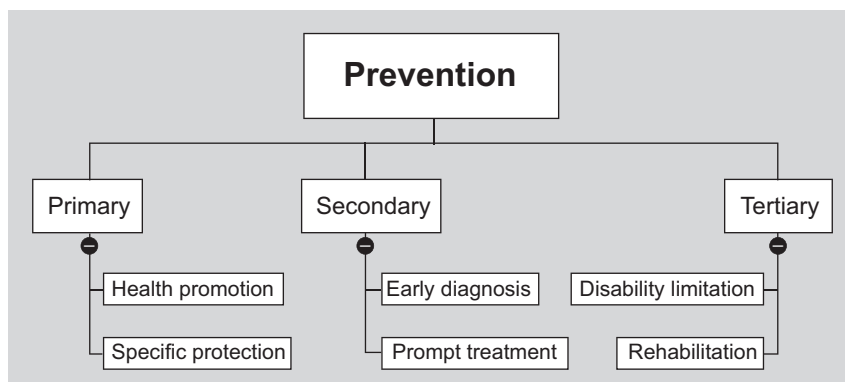 Prevention
Primary
Secondary
Tertiary
Health promotion
Early diagnosis
Disability limitation
Specific protection
Prompt treatment
Rehabilitation